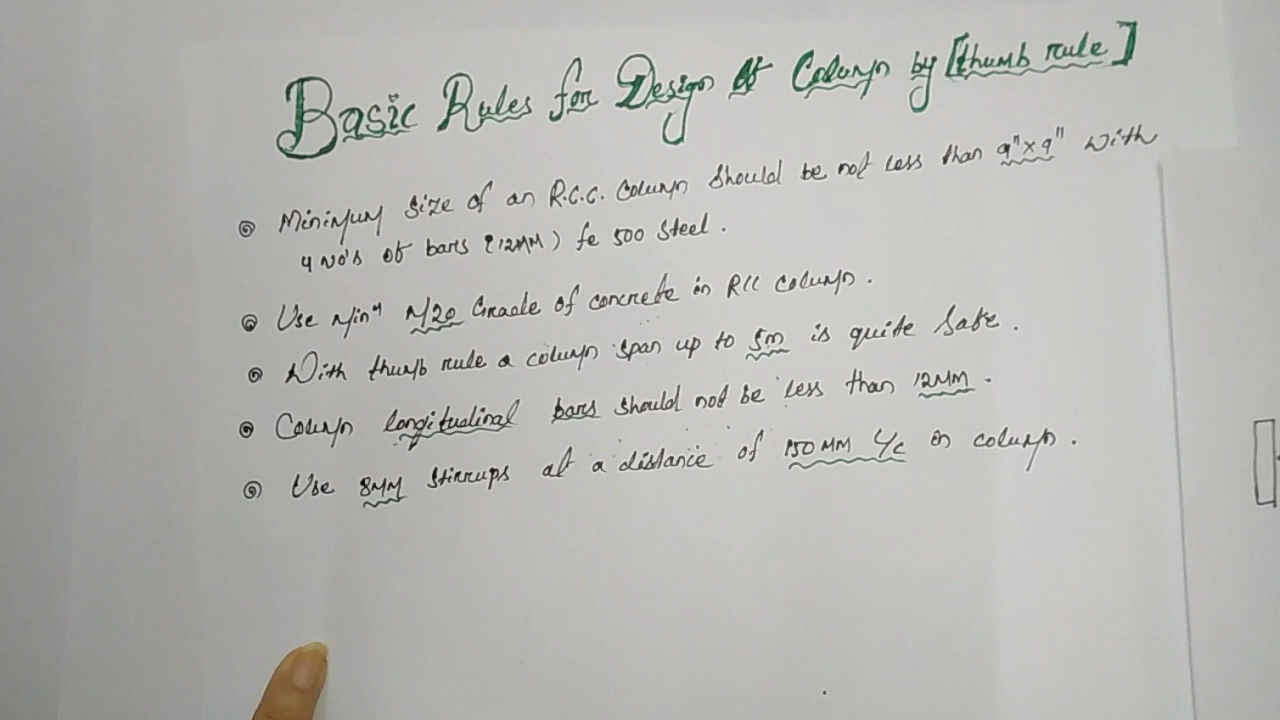 Basic Rules for Design of Column by [thumb rule]
Minimum Size of an R.C.C. Column Should be not less than 9"x9" With
4 No's of bars (12MM) fe 500 Steel.
Use Min^m M20 Grade of concrete in RCC column.
With thumb rule a column span up to 5m is quite Safe.
Column longitudinal bars should not be less than 12MM.
Use 8MM Stirrups at a distance of 150MM C/c in column.